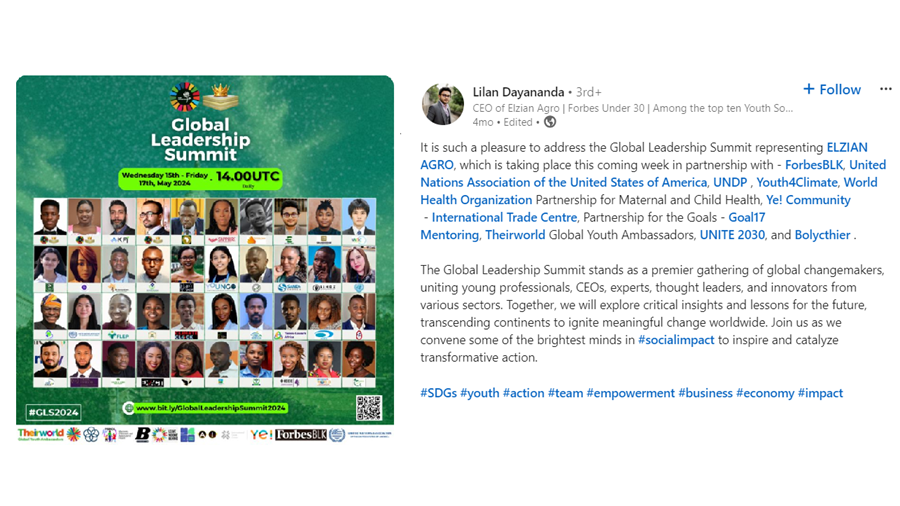 Global
Leadership
Summit
Wednesday 15th - Friday
17th, May 2024
- 14.00UTC
Daily
#GLS2024
www.bit.ly/GlobalLeadershipSummit2024
Theirworld
Global Youth Ambassadors
B
Ye!
ForbesBLK
Lilan Dayananda • 3rd+
CEO of Elzian Agro | Forbes Under 30 | Among the top ten Youth So...
4mo • Edited •
+ Follow
It is such a pleasure to address the Global Leadership Summit representing ELZIAN
AGRO, which is taking place this coming week in partnership with - ForbesBLK, United
Nations Association of the United States of America, UNDP , Youth4Climate, World
Health Organization Partnership for Maternal and Child Health, Ye! Community
- International Trade Centre, Partnership for the Goals - Goal17
Mentoring, Theirworld Global Youth Ambassadors, UNITE 2030, and Bolycthier .
The Global Leadership Summit stands as a premier gathering of global changemakers,
uniting young professionals, CEOs, experts, thought leaders, and innovators from
various sectors. Together, we will explore critical insights and lessons for the future,
transcending continents to ignite meaningful change worldwide. Join us as we
convene some of the brightest minds in #socialimpact to inspire and catalyze
transformative action.
#SDGs #youth #action #team #empowerment #business #economy #impact